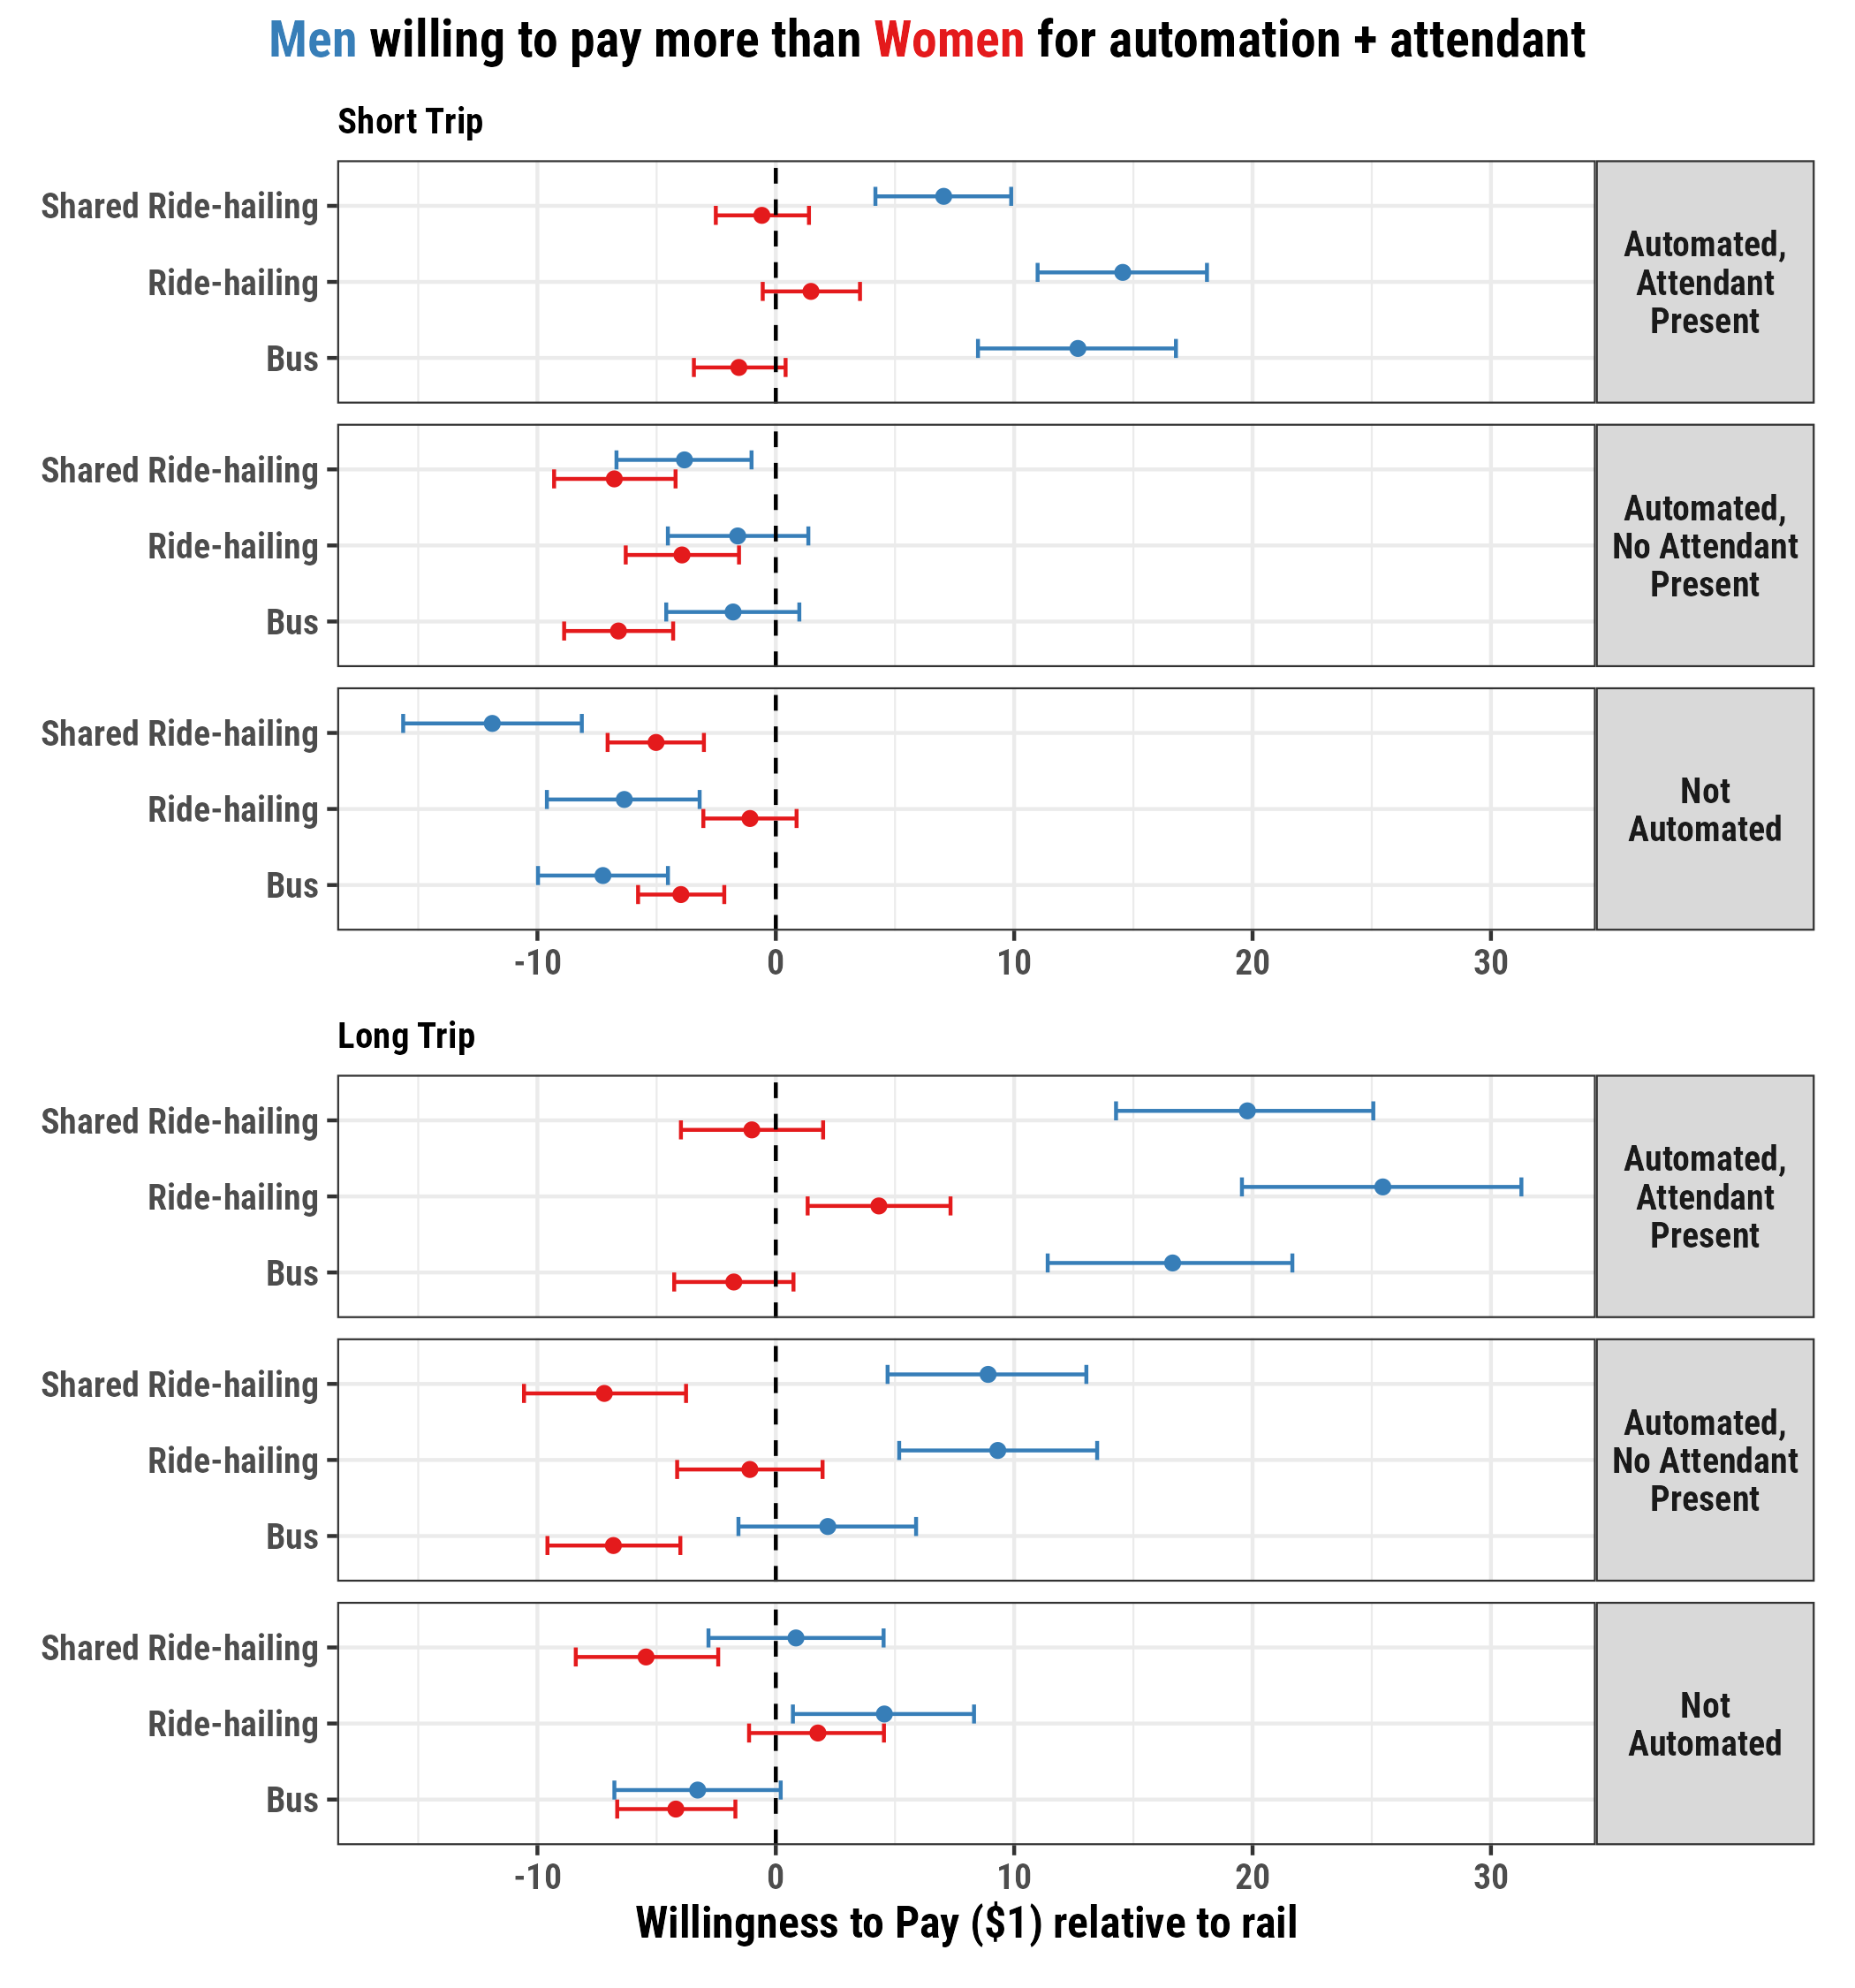 Men willing to pay more than Women for automation + attendant
Short Trip
Shared Ride-hailing
Ride-hailing
Bus
Automated,
Attendant
Present
Shared Ride-hailing
Ride-hailing
Bus
Automated,
No Attendant
Present
Shared Ride-hailing
Ride-hailing
Bus
Not
Automated
-10 0 10 20 30
Long Trip
Shared Ride-hailing
Ride-hailing
Bus
Automated,
Attendant
Present
Shared Ride-hailing
Ride-hailing
Bus
Automated,
No Attendant
Present
Shared Ride-hailing
Ride-hailing
Bus
Not
Automated
-10 0 10 20 30
Willingness to Pay ($1) relative to rail